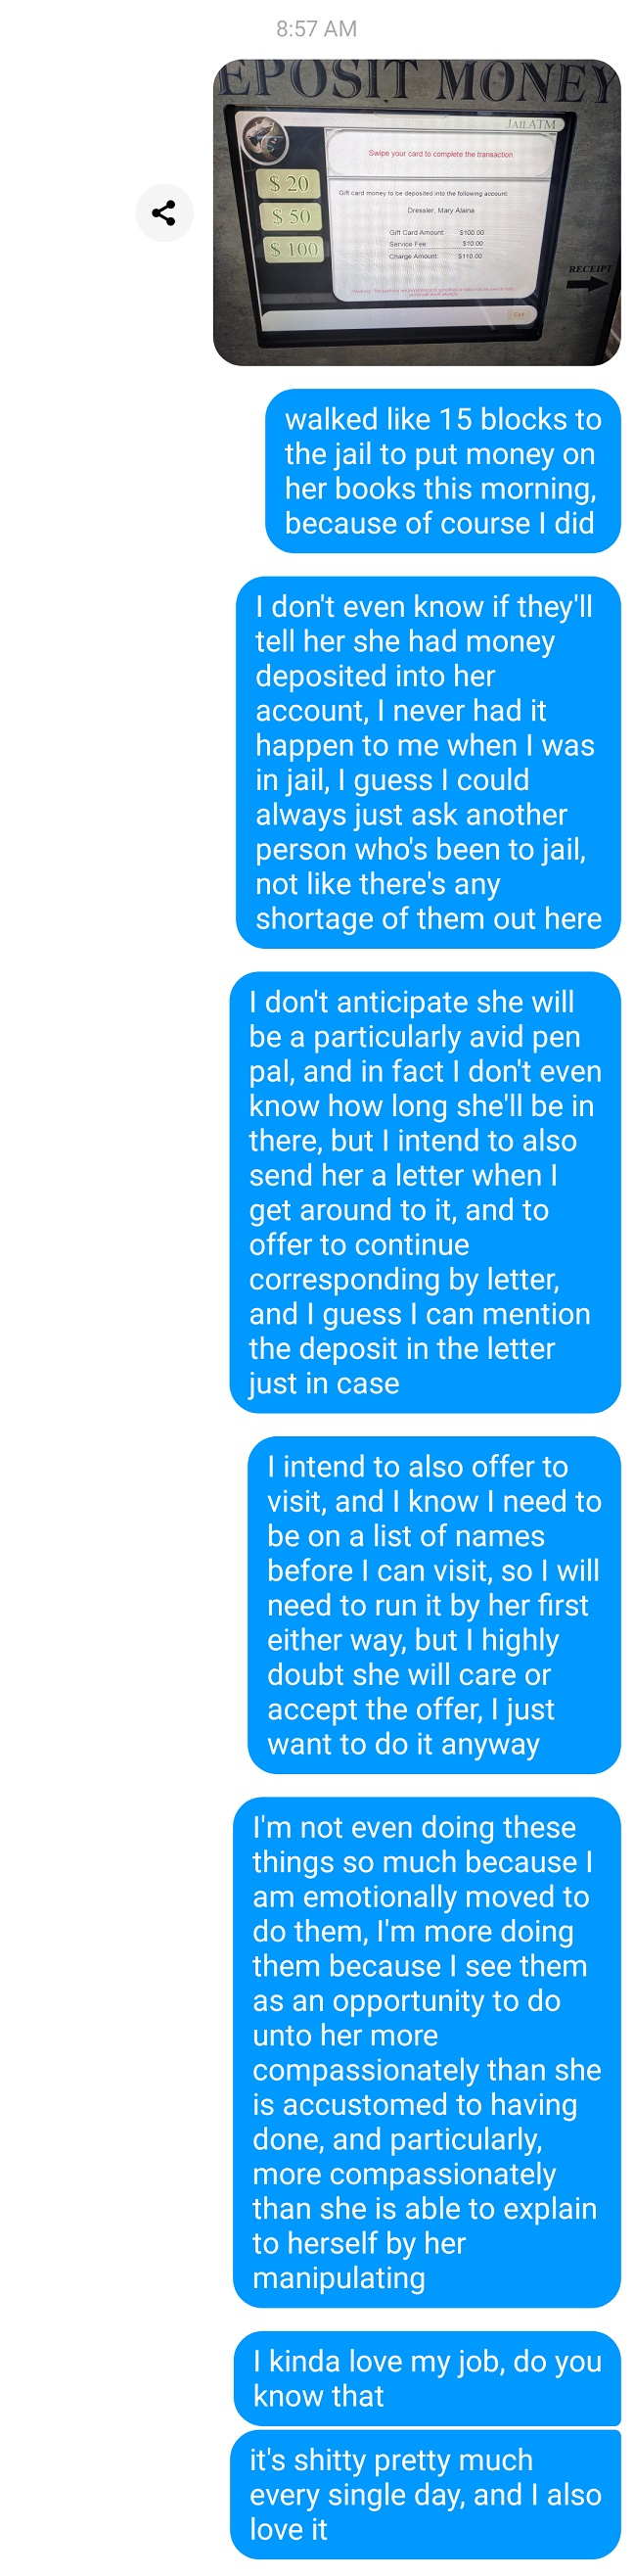 8:57 AM
EPOSIT MONEY
JAILATM
Swipe your card to complete the transaction.
$ 20
$ 50
$ 100
Gift card money to be deposited into the following account:
Dressler, Mary Alaina
Gift Card Amount: $100.00
Service Fee $10.00
Charge Amount: $110.00
RECEIPT
Exit
walked like 15 blocks to
the jail to put money on
her books this morning,
because of course I did
I don't even know if they'll
tell her she had money
deposited into her
account, I never had it
happen to me when I was
in jail, I guess I could
always just ask another
person who's been to jail,
not like there's any
shortage of them out here
I don't anticipate she will
be a particularly avid pen
pal, and in fact I don't even
know how long she'll be in
there, but I intend to also
send her a letter when I
get around to it, and to
offer to continue
corresponding by letter,
and I guess I can mention
the deposit in the letter
just in case
I intend to also offer to
visit, and I know I need to
be on a list of names
before I can visit, so I will
need to run it by her first
either way, but I highly
doubt she will care or
accept the offer, I just
want to do it anyway
I'm not even doing these
things so much because I
am emotionally moved to
do them, I'm more doing
them because I see them
as an opportunity to do
unto her more
compassionately than she
is accustomed to having
done, and particularly,
more compassionately
than she is able to explain
to herself by her
manipulating
I kinda love my job, do you
know that
it's shitty pretty much
every single day, and I also
love it